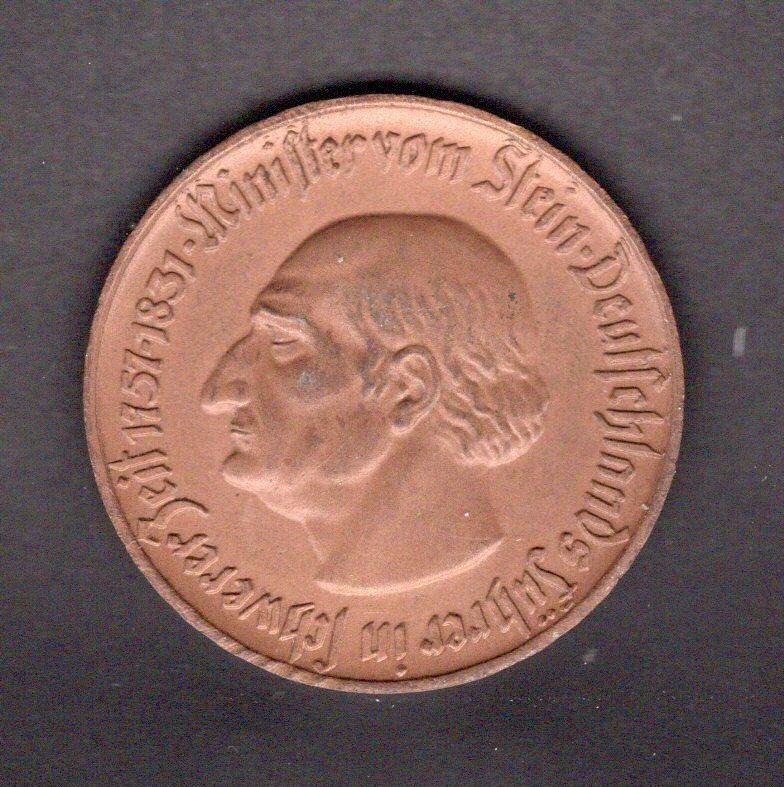 Minister vom Stein · Deutschlands Führer in schwerer Zeit 1757·1831 ·